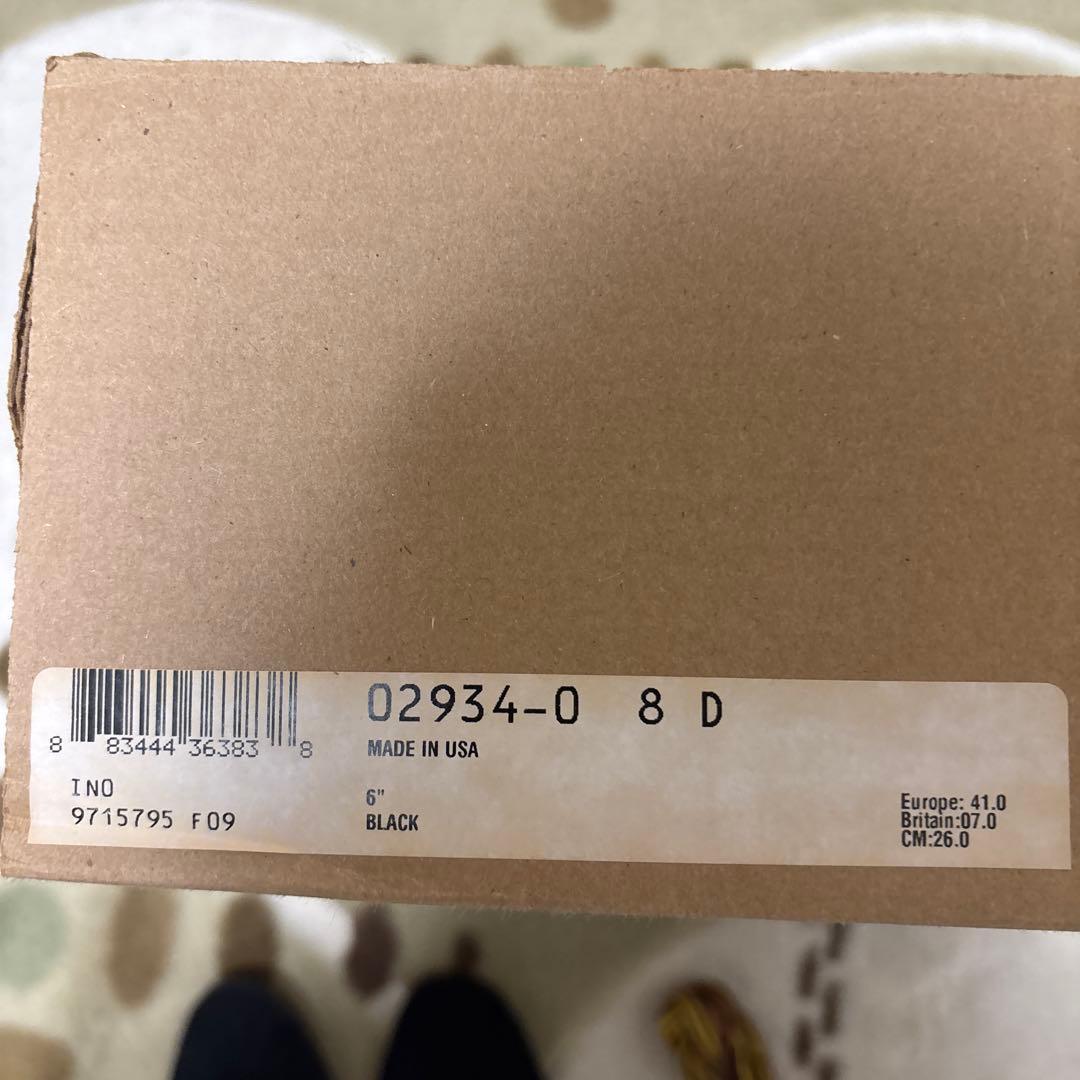 02934-0 8 D
8 83444 36383 8
MADE IN USA
INO
9715795 F09
6"
BLACK
Europe: 41.0
Britain:07.0
CM:26.0